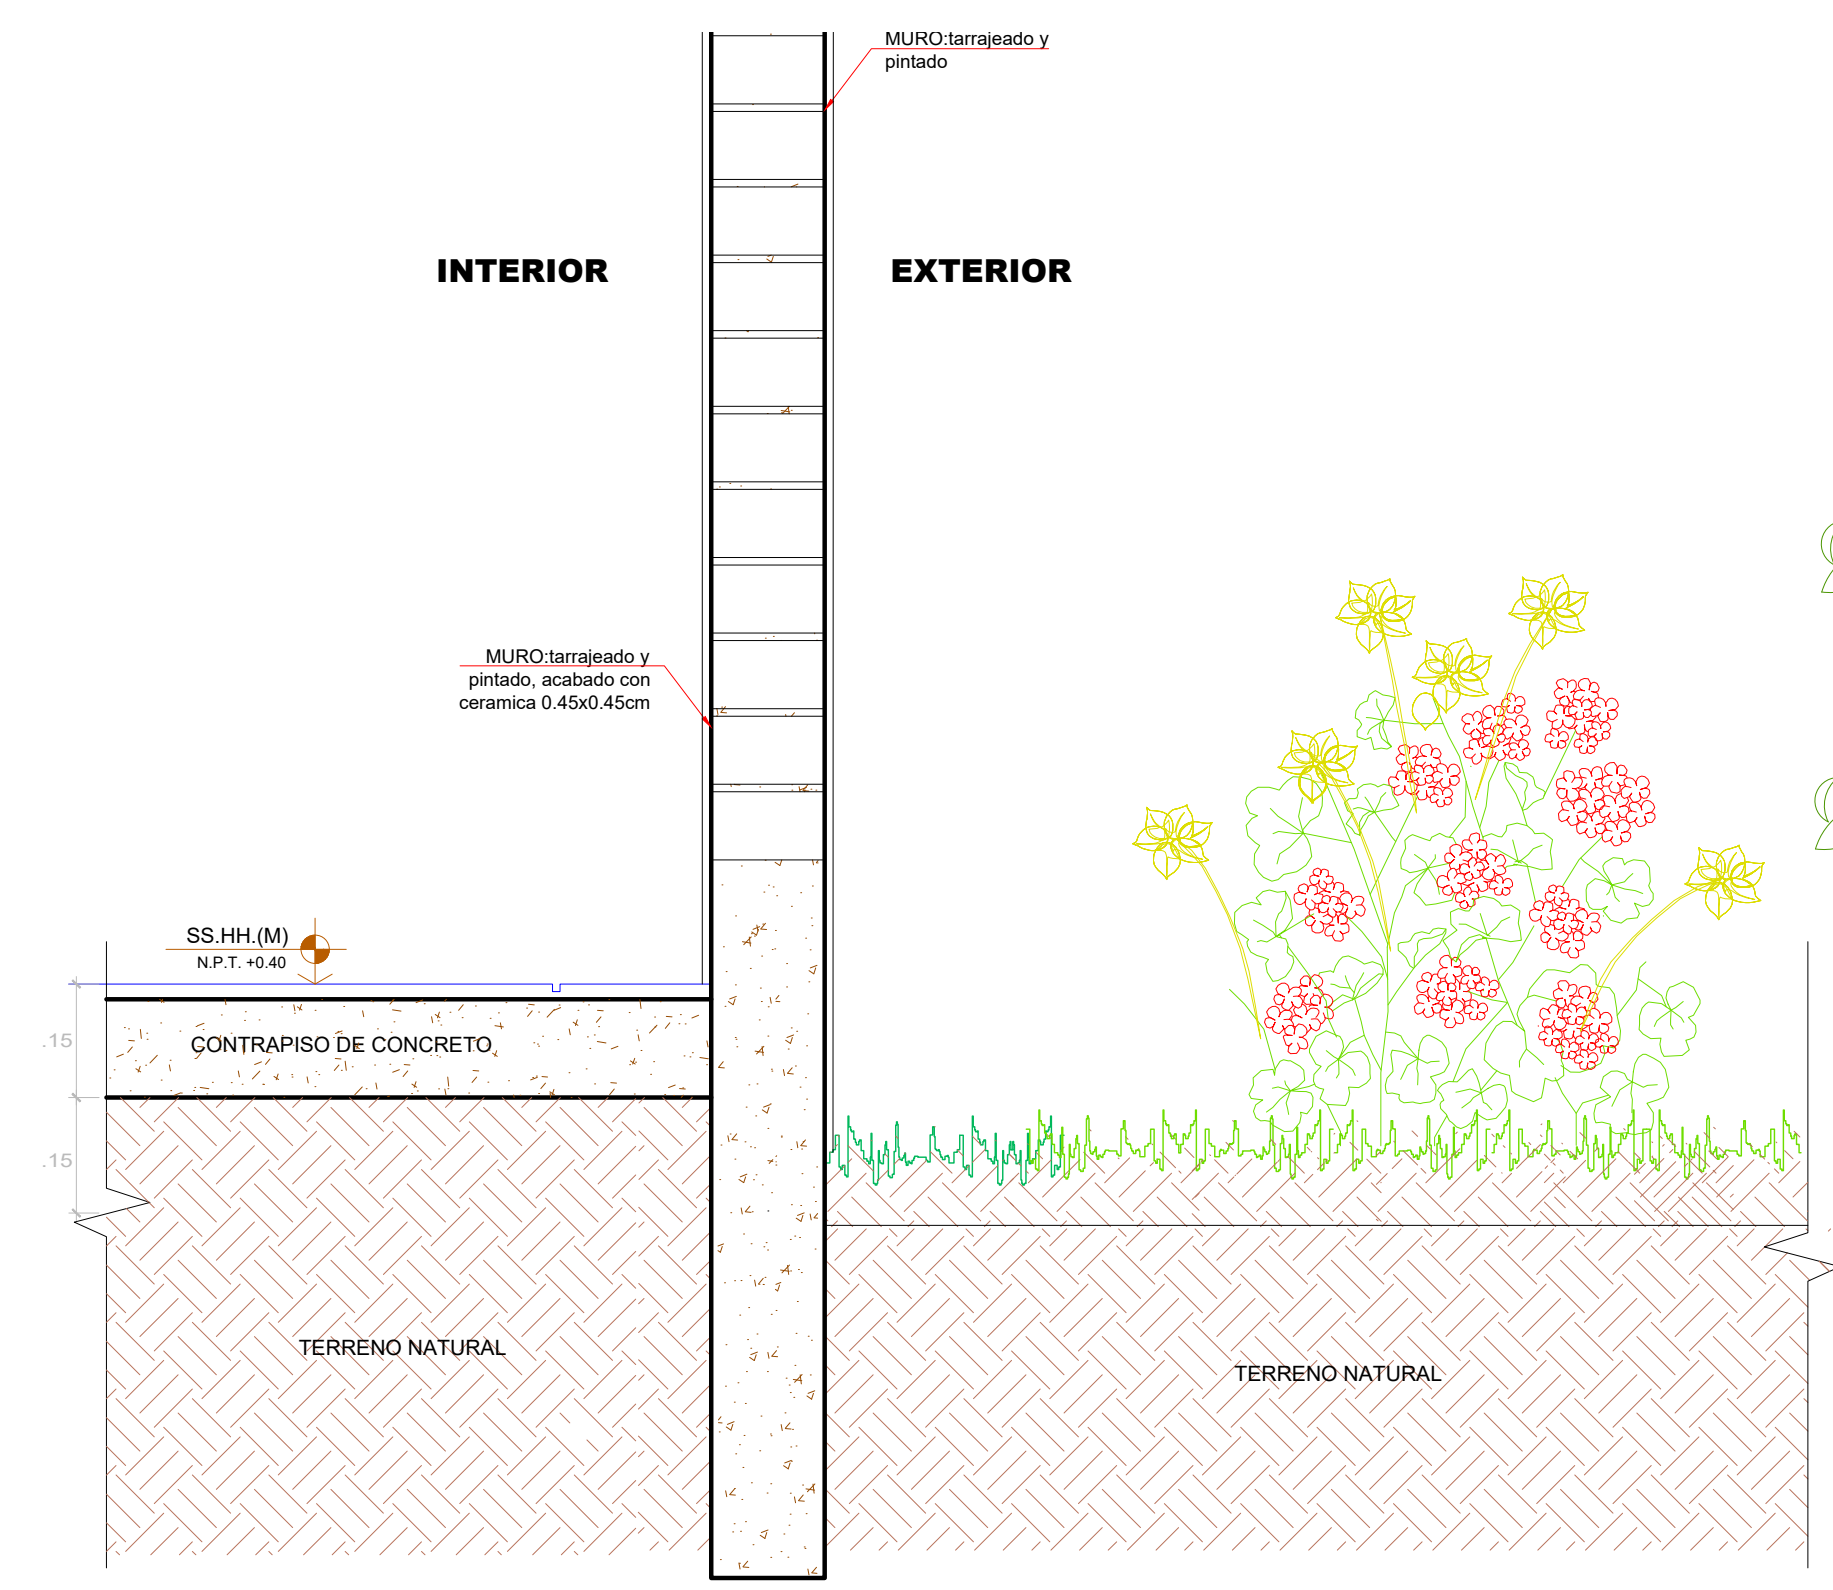 MURO:tarrajeado y
pintado
INTERIOR
EXTERIOR
MURO:tarrajeado y
pintado, acabado con
ceramica 0.45x0.45cm
SS.HH.(M)
N.P.T. +0.40
.15
CONTRAPISO DE CONCRETO
.15
TERRENO NATURAL
TERRENO NATURAL